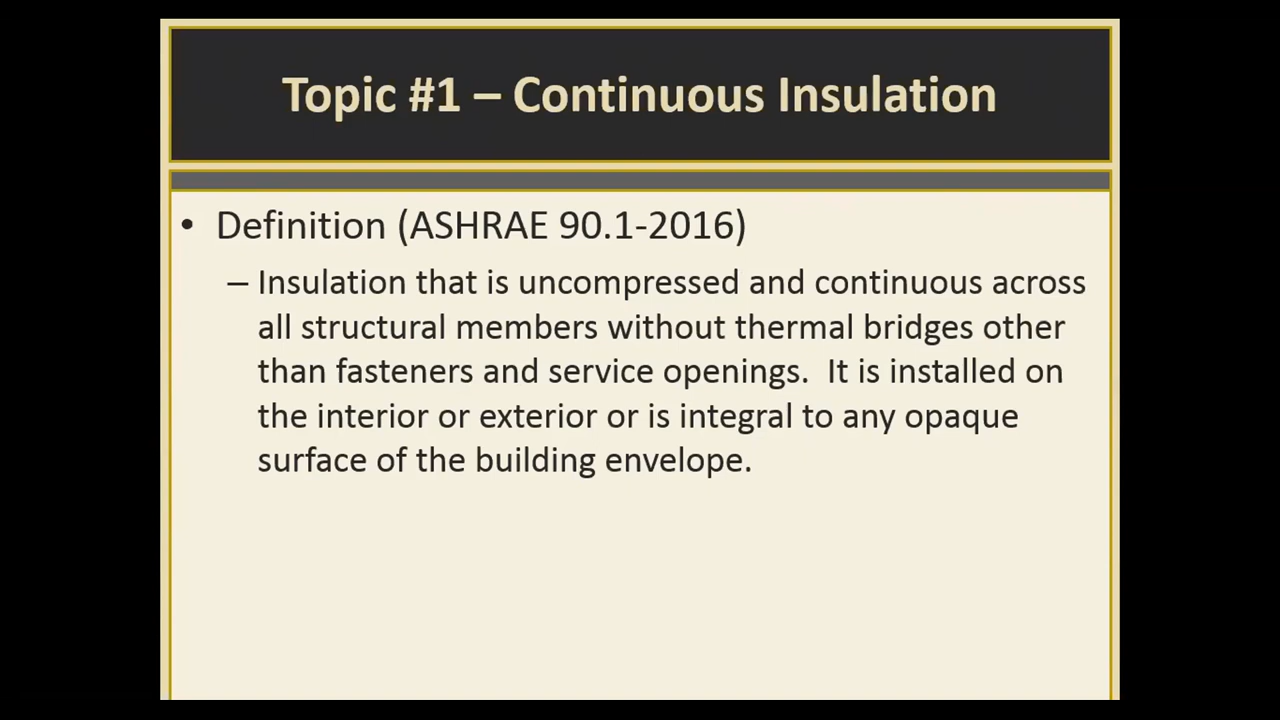 Topic #1 – Continuous Insulation
• Definition (ASHRAE 90.1-2016)
– Insulation that is uncompressed and continuous across
all structural members without thermal bridges other
than fasteners and service openings.  It is installed on
the interior or exterior or is integral to any opaque
surface of the building envelope.